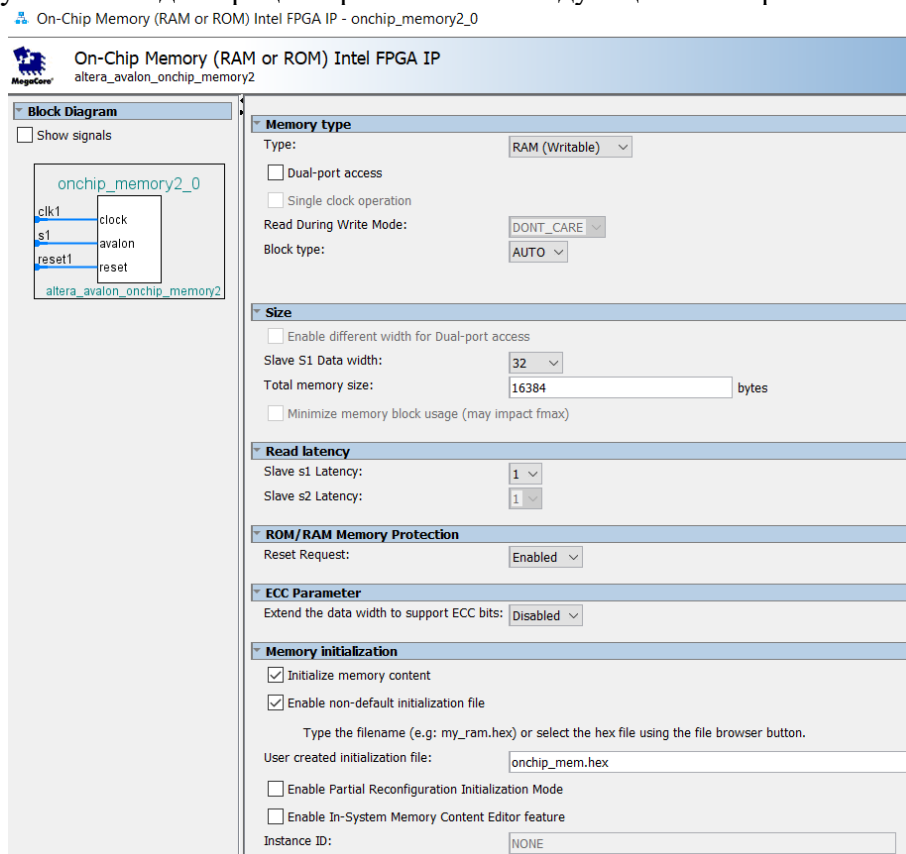 On-Chip Memory (RAM or ROM) Intel FPGA IP - onchip_memory2_0
On-Chip Memory (RAM or ROM) Intel FPGA IP
altera_avalon_onchip_memory2
MegaCore®
Block Diagram
Show signals
onchip_memory2_0
clk1
clock
s1
avalon
reset1
reset
altera_avalon_onchip_memory2
Memory type
Type: RAM (Writable)
Dual-port access
Single clock operation
Read During Write Mode: DONT_CARE
Block type: AUTO
Size
Enable different width for Dual-port access
Slave S1 Data width: 32
Total memory size: 16384 bytes
Minimize memory block usage (may impact fmax)
Read latency
Slave s1 Latency: 1
Slave s2 Latency: 1
ROM/RAM Memory Protection
Reset Request: Enabled
ECC Parameter
Extend the data width to support ECC bits: Disabled
Memory initialization
Initialize memory content
Enable non-default initialization file
Type the filename (e.g: my_ram.hex) or select the hex file using the file browser button.
User created initialization file: onchip_mem.hex
Enable Partial Reconfiguration Initialization Mode
Enable In-System Memory Content Editor feature
Instance ID: NONE